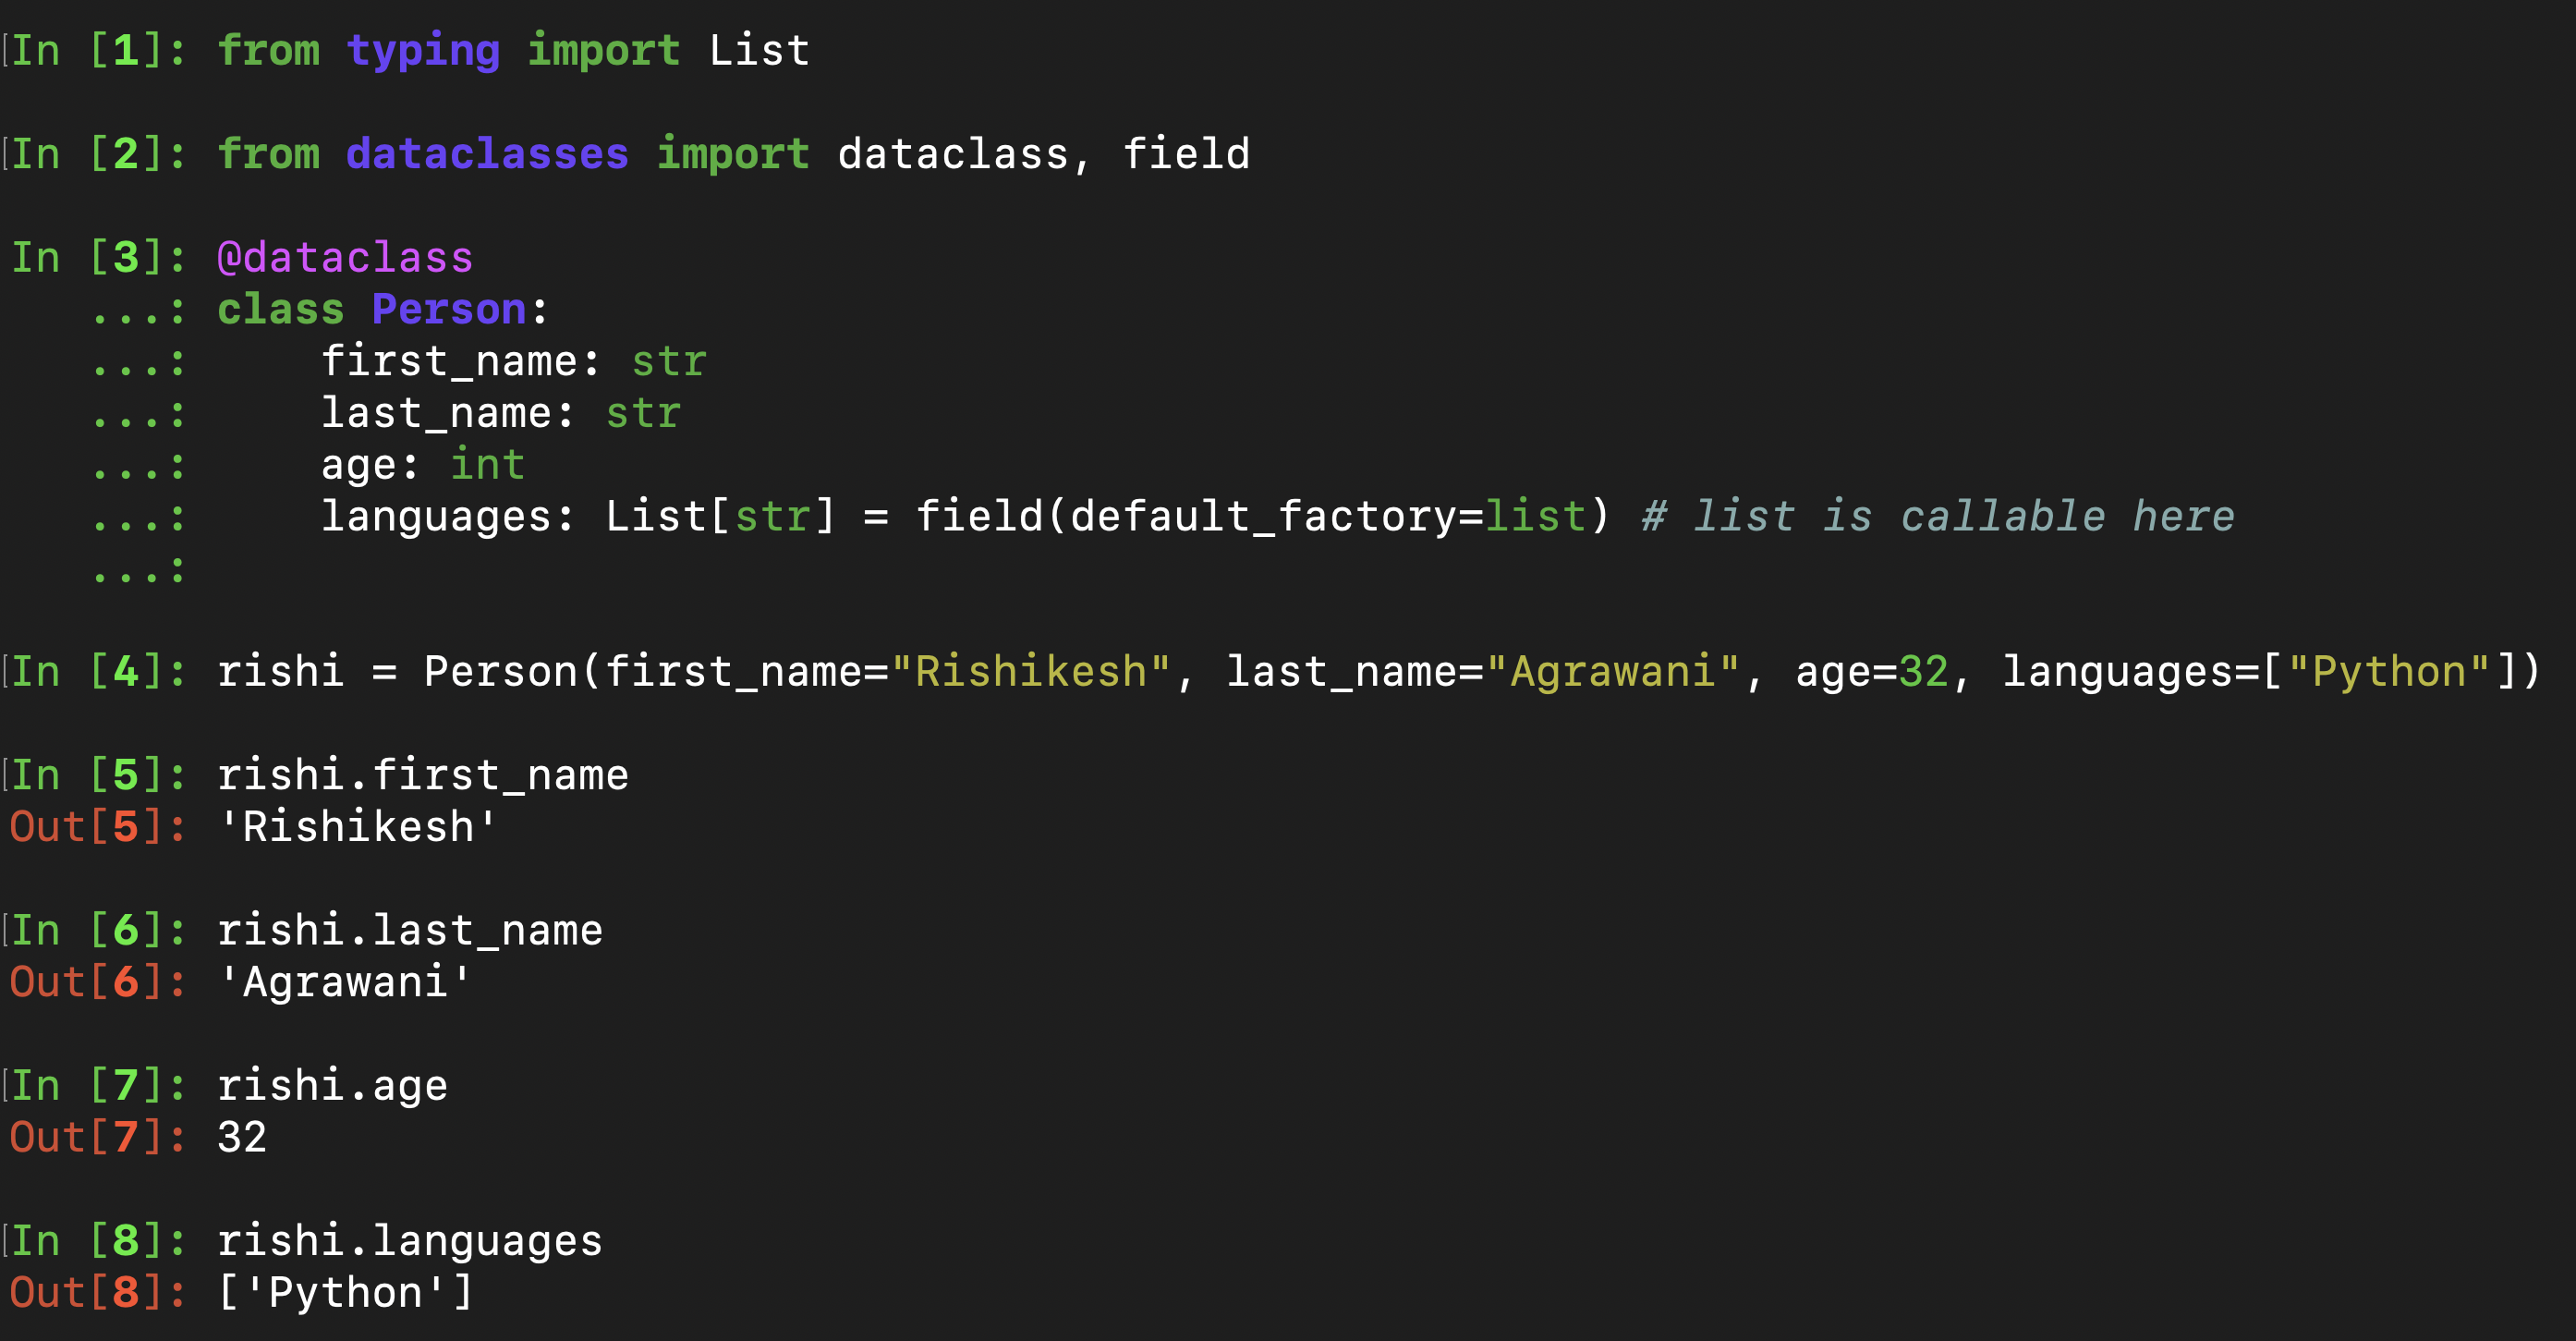 In [1]: from typing import List
In [2]: from dataclasses import dataclass, field
In [3]: @dataclass
   ...: class Person:
   ...:     first_name: str
   ...:     last_name: str
   ...:     age: int
   ...:     languages: List[str] = field(default_factory=list) # list is callable here
   ...:
In [4]: rishi = Person(first_name="Rishikesh", last_name="Agrawani", age=32, languages=["Python"])
In [5]: rishi.first_name
Out[5]: 'Rishikesh'
In [6]: rishi.last_name
Out[6]: 'Agrawani'
In [7]: rishi.age
Out[7]: 32
In [8]: rishi.languages
Out[8]: ['Python']